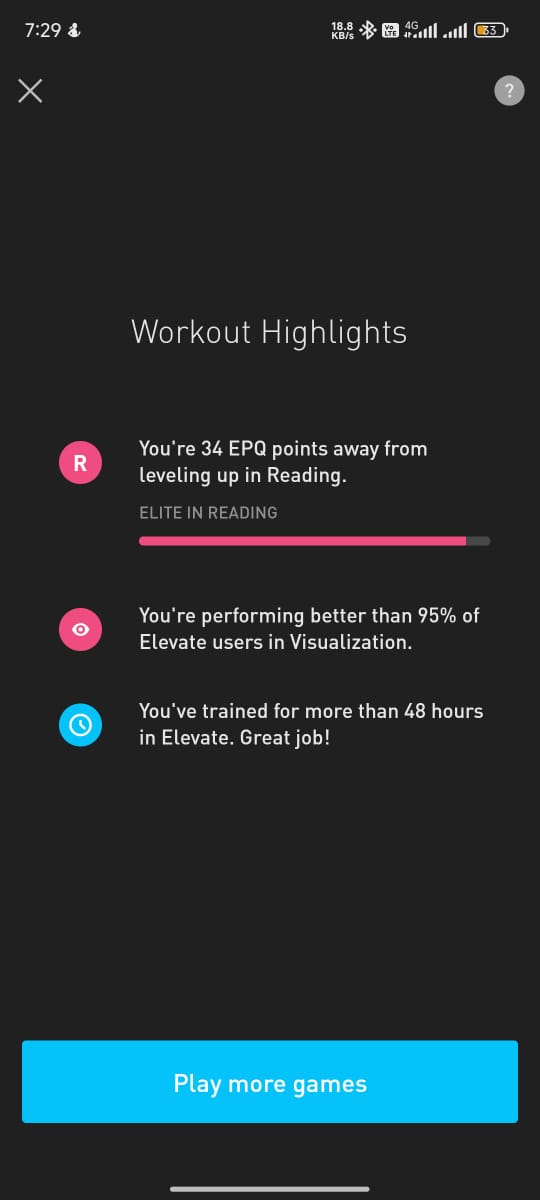 7:29
18.8
KB/s
Vo
LTE
4G
33
?
Workout Highlights
R
You're 34 EPQ points away from
leveling up in Reading.
ELITE IN READING
You're performing better than 95% of
Elevate users in Visualization.
You've trained for more than 48 hours
in Elevate. Great job!
Play more games